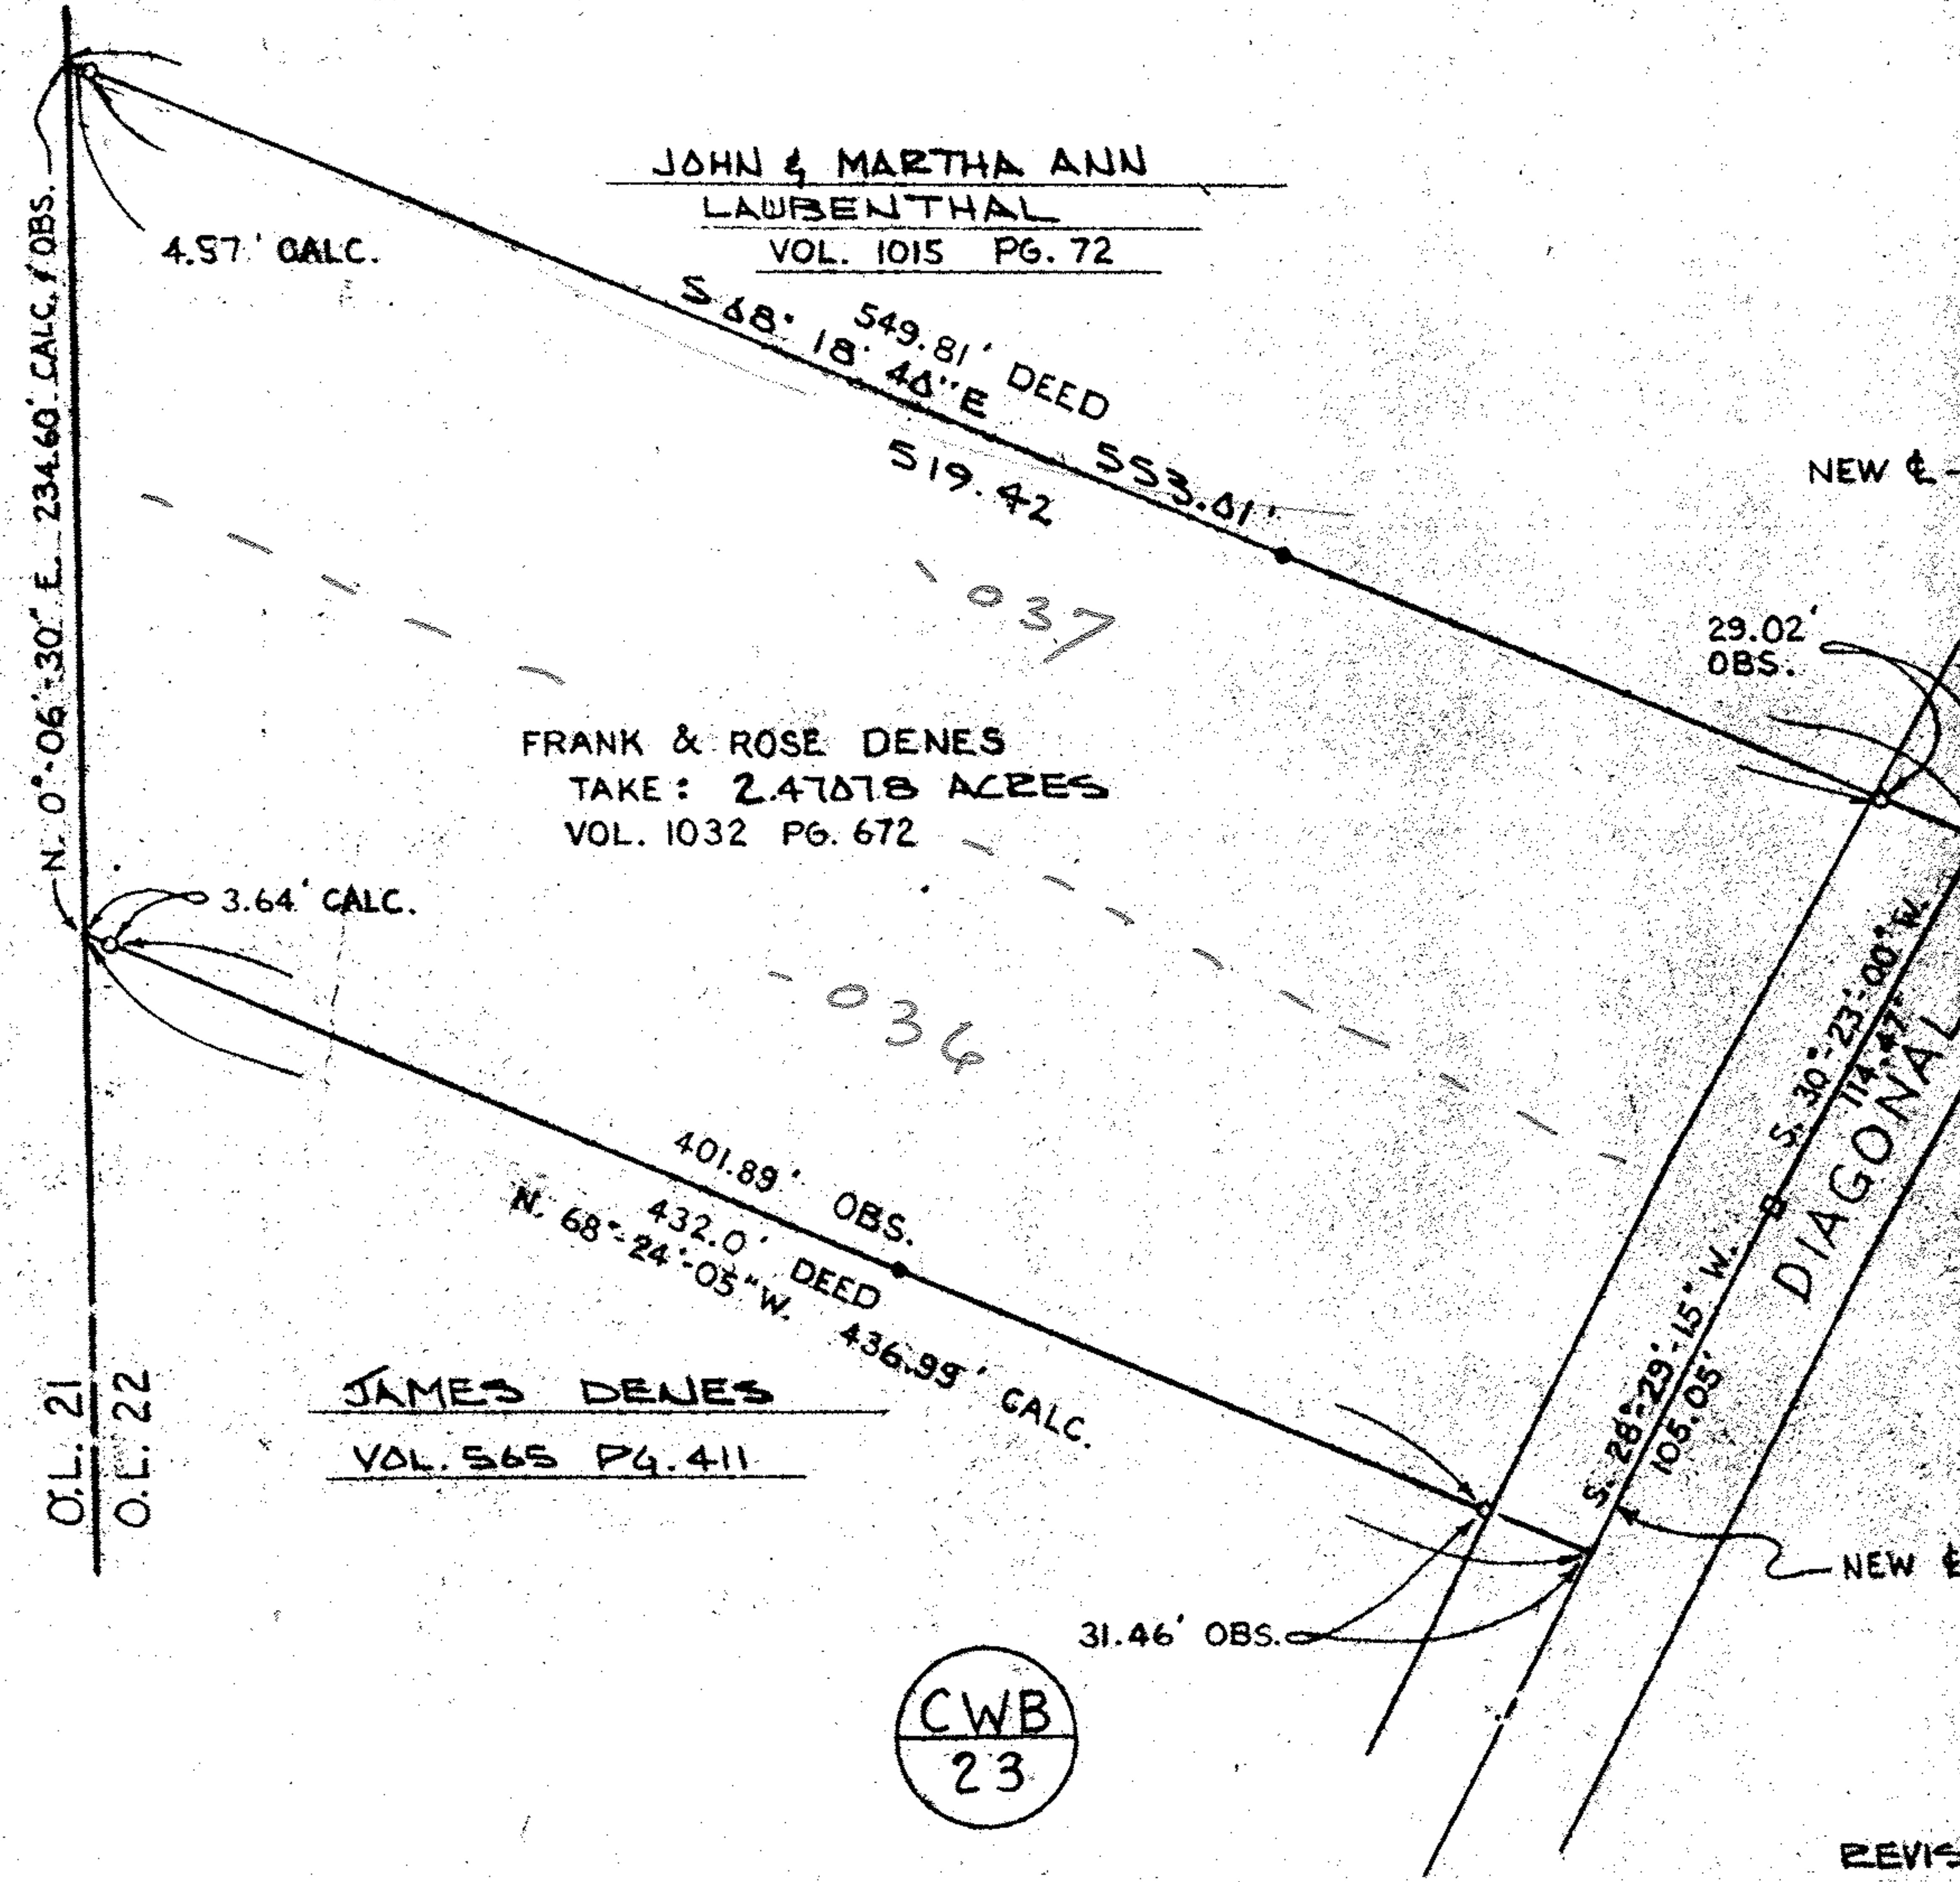 N. 0°-06'-30" E. 234.60' CALC. & OBS.
4.57' CALC.
JOHN & MARTHA ANN
LAUBENTHAL
VOL. 1015 PG. 72
549.81' DEED
S 68° 18' 40" E 553.01'
519.42
NEW ℄
- 037
29.02'
OBS.
FRANK & ROSE DENES
TAKE: 2.47078 ACRES
VOL. 1032 PG. 672
3.64' CALC.
- 036
S. 30°-23'-00" W.
114.47'
DIAGONAL
401.89' OBS.
432.0' DEED
N. 68°-24'-05" W. 436.99' CALC.
S. 28°-29'-15" W.
105.05'
O.L. 21
O.L. 22
JAMES DENES
VOL. 565 PG. 411
NEW ℄
31.46' OBS.
CWB
23
REVIS